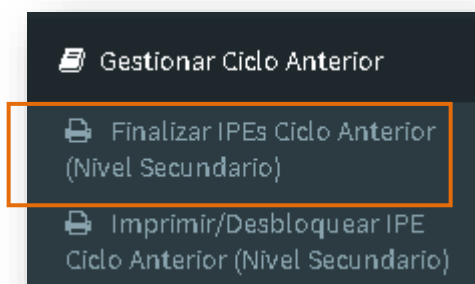 Gestionar Ciclo Anterior
Finalizar IPEs Ciclo Anterior
(Nivel Secundario)
Imprimir/Desbloquear IPE
Ciclo Anterior (Nivel Secundario)